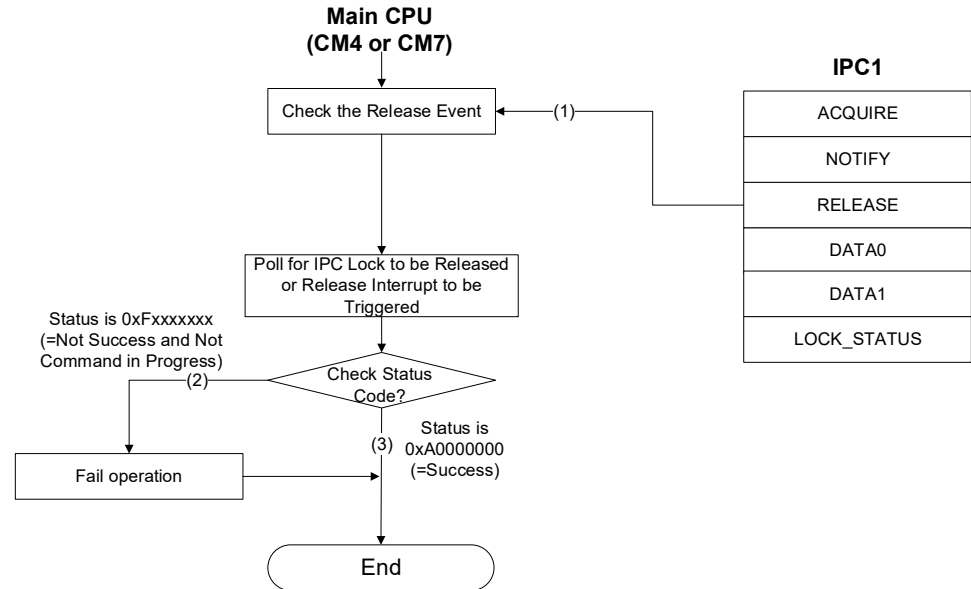 Main CPU
(CM4 or CM7)
Check the Release Event
(1)
IPC1
ACQUIRE
NOTIFY
RELEASE
DATA0
DATA1
LOCK_STATUS
Poll for IPC Lock to be Released
or Release Interrupt to be
Triggered
Status is 0xFxxxxxxx
(=Not Success and Not
Command in Progress)
(2)
Check Status
Code?
(3)
Status is
0xA0000000
(=Success)
Fail operation
End